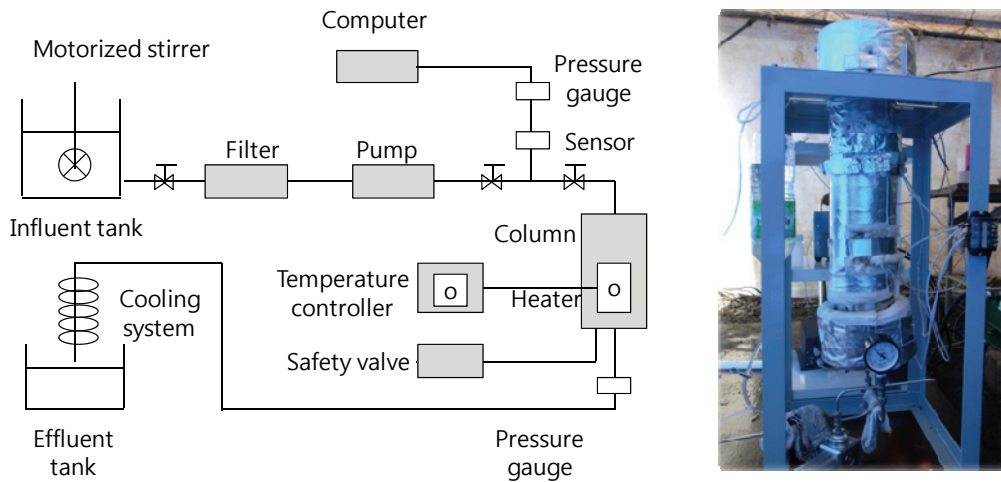 Computer
Motorized stirrer
Pressure
gauge
Sensor
Filter
Pump
Influent tank
Column
Temperature
controller
Heater
Cooling
system
Safety valve
Effluent
tank
Pressure
gauge
o
o